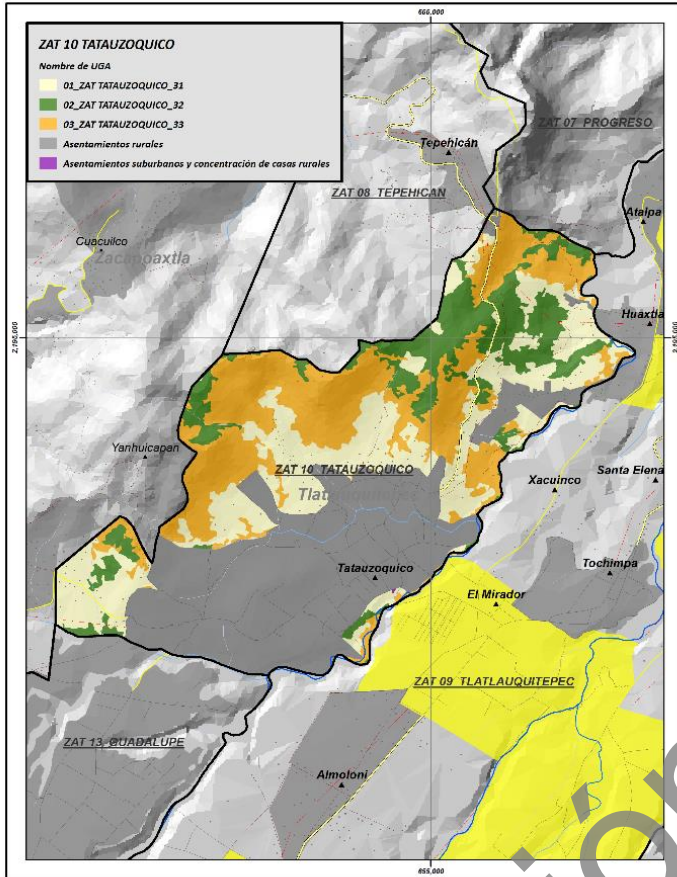 666,000
ZAT 10 TATAUZOQUICO
Nombre de UGA
01_ZAT TATAUZOQUICO_31
02_ZAT TATAUZOQUICO_32
03_ZAT TATAUZOQUICO_33
Asentamientos rurales
Asentamientos suburbanos y concentración de casas rurales
ZAT 07 PROGRESO
Tepehicán
ZAT 08 TEPEHICAN
Atalpa
Cuacuilco
Zacapoaxtla
Huaxtla
Yanhuicapan
ZAT 10 TATAUZOQUICO
Santa Elena
Xacuinco
Tatauzoquico
Tochimpa
El Mirador
ZAT 09 TLATLAUQUITEPEC
ZAT 13 GUADALUPE
Almoloni